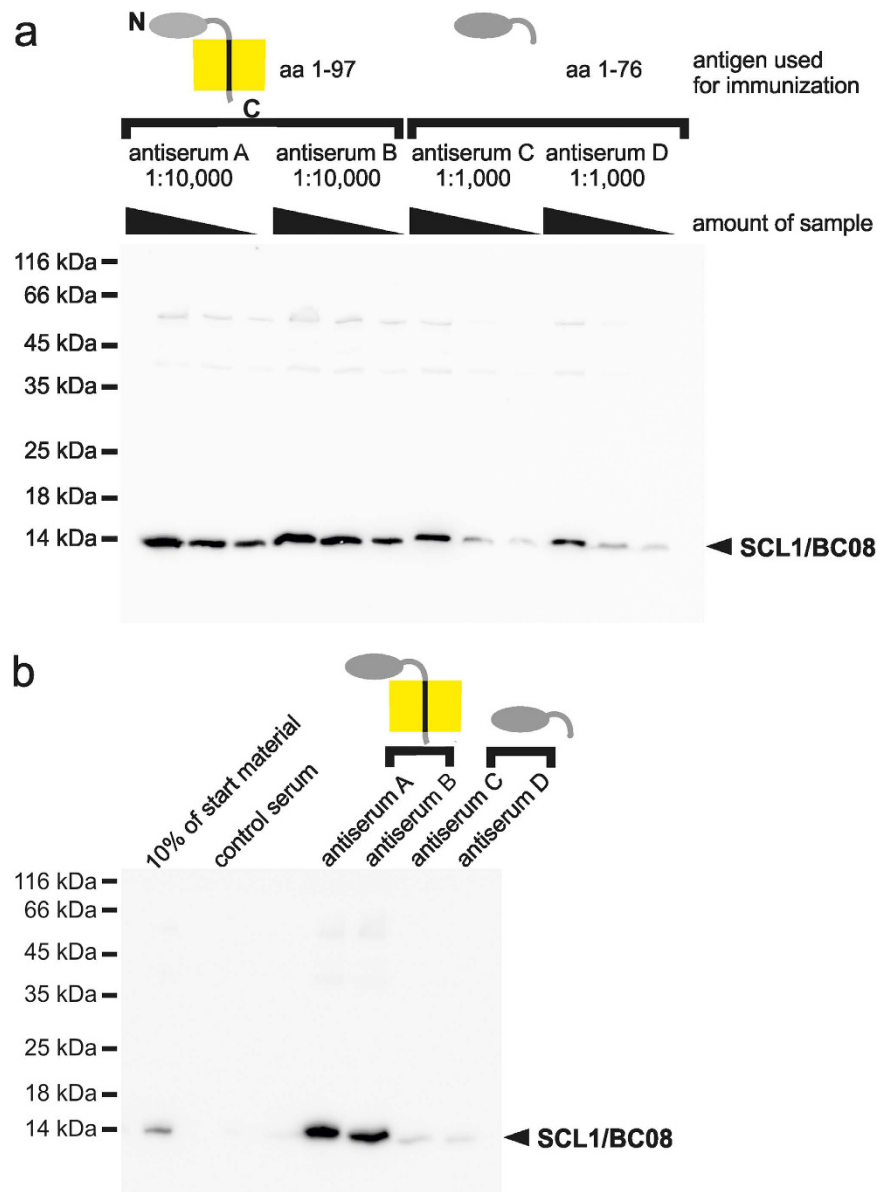 a
N
aa 1-97
aa 1-76
antigen used
for immunization
C
antiserum A
1:10,000
antiserum B
1:10,000
antiserum C
1:1,000
antiserum D
1:1,000
amount of sample
116 kDa
66 kDa
45 kDa
35 kDa
25 kDa
18 kDa
14 kDa
SCL1/BC08
b
10% of start material
control serum
antiserum A
antiserum B
antiserum C
antiserum D
116 kDa
66 kDa
45 kDa
35 kDa
25 kDa
18 kDa
14 kDa
SCL1/BC08